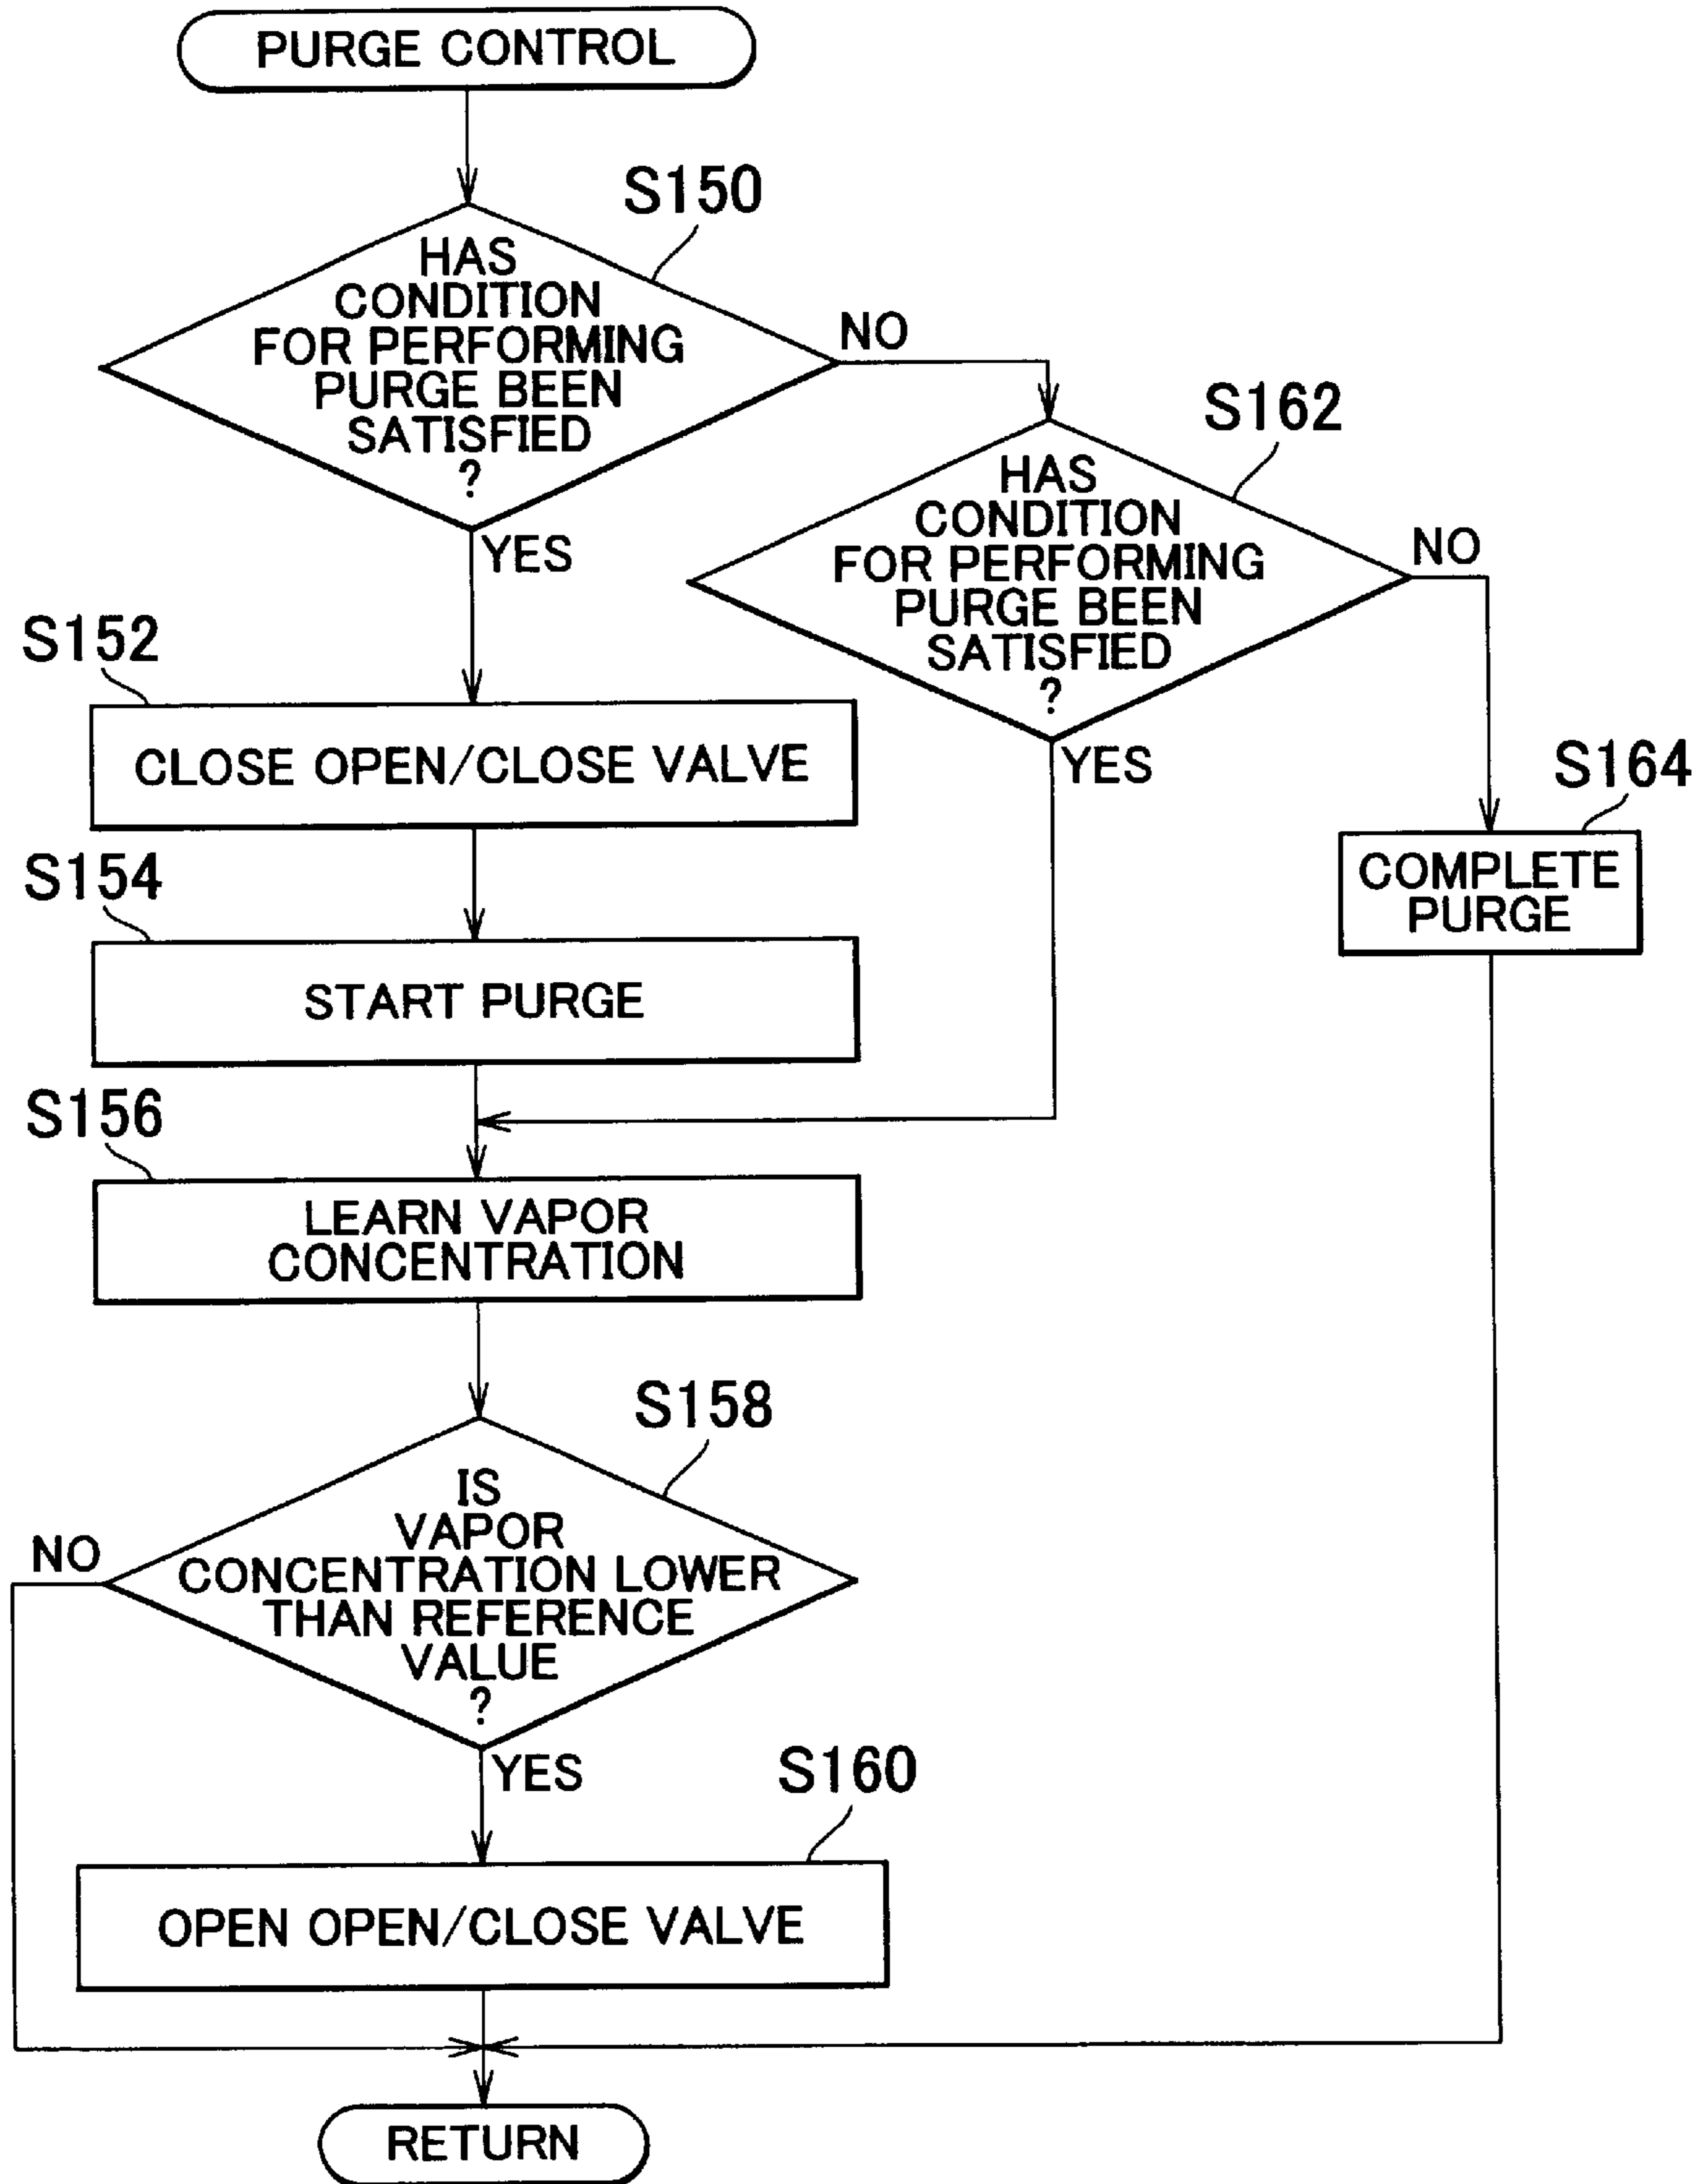 PURGE CONTROL
S150
HAS
CONDITION
FOR PERFORMING
PURGE BEEN
SATISFIED
?
NO
YES
S162
HAS
CONDITION
FOR PERFORMING
PURGE BEEN
SATISFIED
?
NO
YES
S152
CLOSE OPEN/CLOSE VALVE
S164
COMPLETE
PURGE
S154
START PURGE
S156
LEARN VAPOR
CONCENTRATION
S158
IS
VAPOR
CONCENTRATION LOWER
THAN REFERENCE
VALUE
?
NO
YES
S160
OPEN OPEN/CLOSE VALVE
RETURN